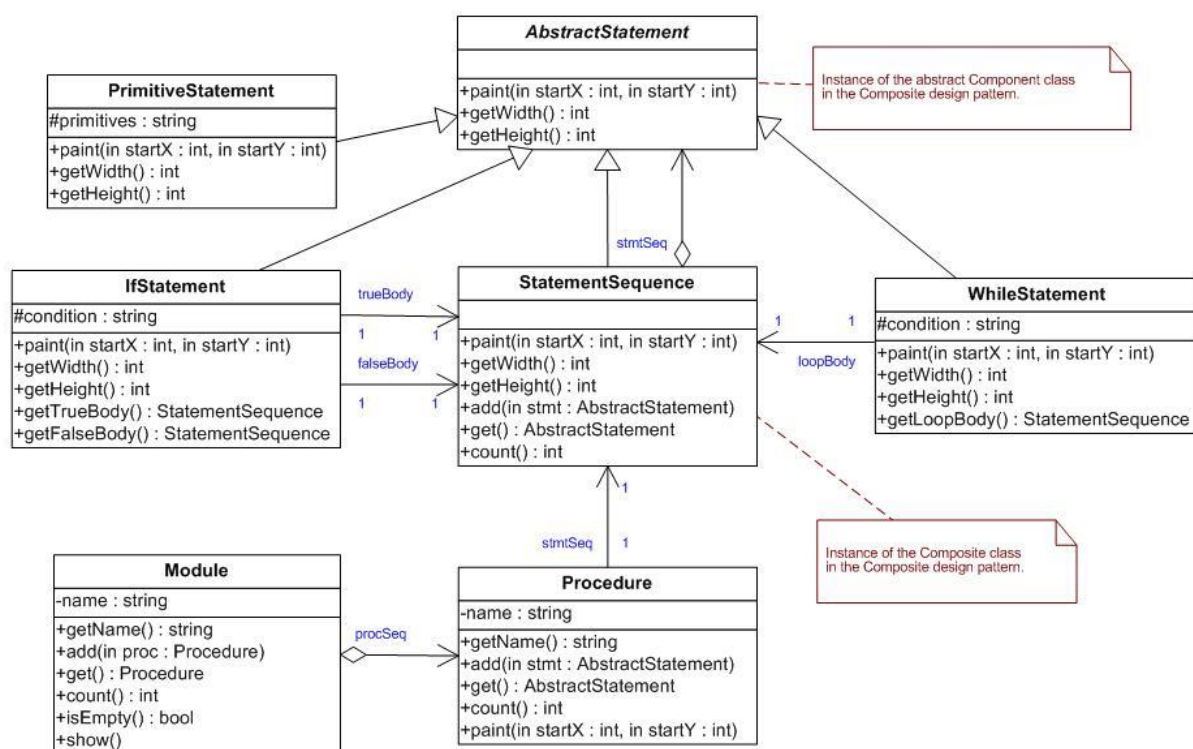 AbstractStatement
+paint(in startX : int, in startY : int)
+getWidth() : int
+getHeight() : int
Instance of the abstract Component class
in the Composite design pattern.
PrimitiveStatement
#primitives : string
+paint(in startX : int, in startY : int)
+getWidth() : int
+getHeight() : int
stmtSeq
IfStatement
#condition : string
+paint(in startX : int, in startY : int)
+getWidth() : int
+getHeight() : int
+getTrueBody() : StatementSequence
+getFalseBody() : StatementSequence
trueBody
1 1
falseBody
1 1
StatementSequence
+paint(in startX : int, in startY : int)
+getWidth() : int
+getHeight() : int
+add(in stmt : AbstractStatement)
+get() : AbstractStatement
+count() : int
1 1
loopBody
WhileStatement
#condition : string
+paint(in startX : int, in startY : int)
+getWidth() : int
+getHeight() : int
+getLoopBody() : StatementSequence
1
stmtSeq 1
Instance of the Composite class
in the Composite design pattern.
Module
-name : string
+getName() : string
+add(in proc : Procedure)
+get() : Procedure
+count() : int
+isEmpty() : bool
+show()
procSeq
Procedure
-name : string
+getName() : string
+add(in stmt : AbstractStatement)
+get() : AbstractStatement
+count() : int
+paint(in startX : int, in startY : int)